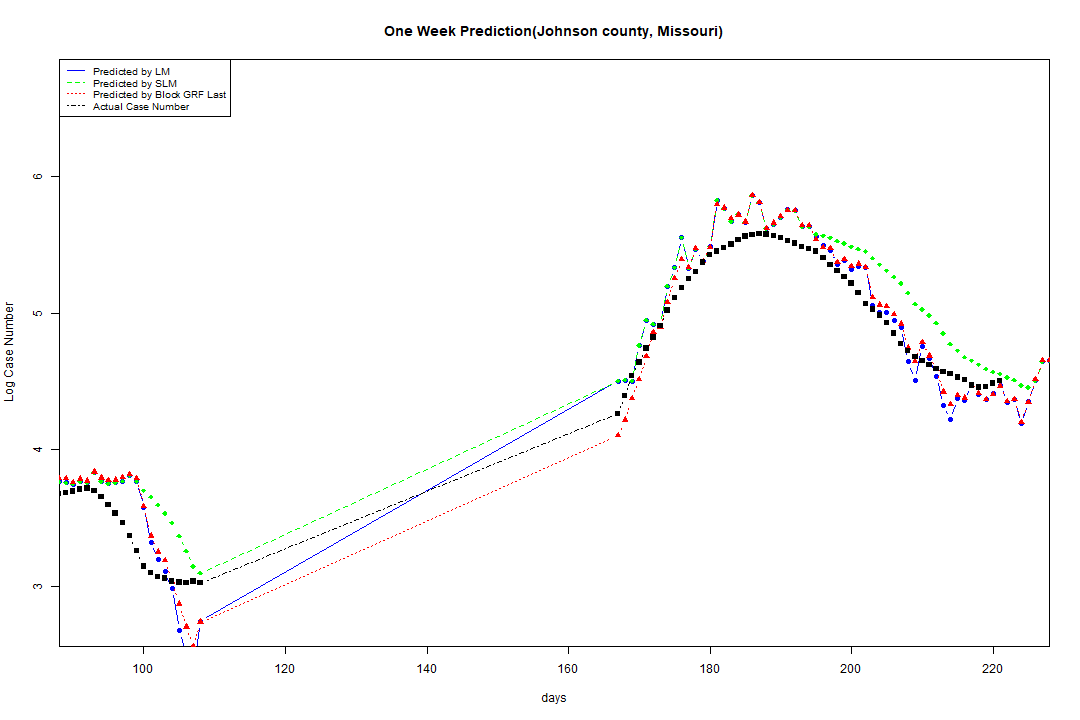 One Week Prediction(Johnson county, Missouri)
Predicted by LM
Predicted by SLM
Predicted by Block GRF Last
Actual Case Number
6
5
4
3
Log Case Number
100 120 140 160 180 200 220
days